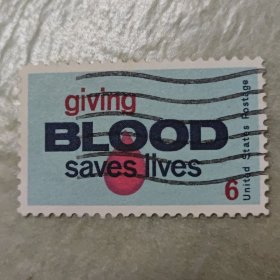 giving
BLOOD
saves lives
6
United States Postage